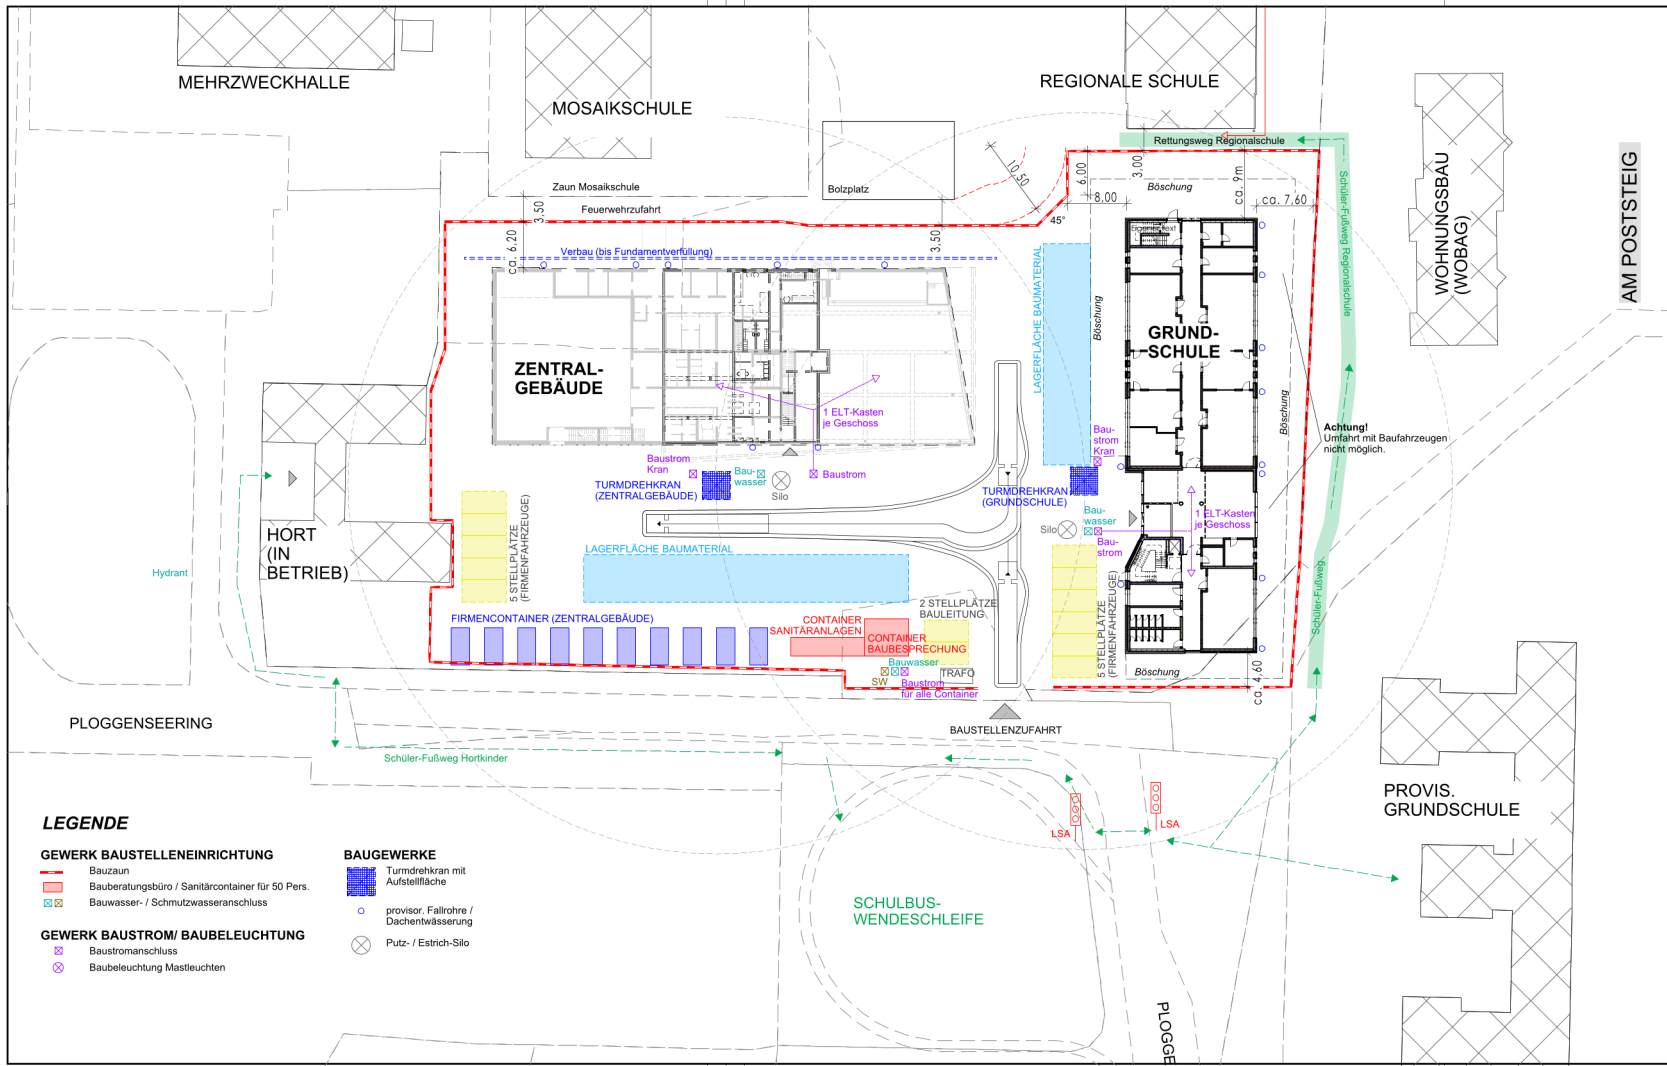 MEHRZWECKHALLE
MOSAIKSCHULE
REGIONALE SCHULE
Rettungsweg Regionalschule
WOHNUNGSBAU
(WOBAG)
AM POSTSTEIG
Zaun Mosaikschule
Feuerwehrzufahrt
Bolzplatz
3,50
ca. 6,20
3,50
10,50
6,00
3,00
8,00
45°
ca. 9m
ca. 7,60
Böschung
Schüler-Fußweg Regionalschule
Verbau (bis Fundamentverfüllung)
Eigener Text
LAGERFLÄCHE BAUMATERIAL
Böschung
GRUND-
SCHULE
ZENTRAL-
GEBÄUDE
1 ELT-Kasten
je Geschoss
Böschung
Achtung!
Umfahrt mit Baufahrzeugen
nicht möglich.
Bau-
strom
Kran
Baustrom
Kran
Bau-
wasser
Silo
Baustrom
TURMDREHKRAN
(ZENTRALGEBÄUDE)
TURMDREHKRAN
(GRUNDSCHULE)
Silo
Bau-
wasser
Bau-
strom
1 ELT-Kasten
je Geschoss
HORT
(IN
BETRIEB)
Hydrant
5 STELLPLÄTZE
(FIRMENFAHRZEUGE)
LAGERFLÄCHE BAUMATERIAL
5 STELLPLÄTZE
(FIRMENFAHRZEUGE)
Schüler-Fußweg
FIRMENCONTAINER (ZENTRALGEBÄUDE)
CONTAINER
SANITÄRANLAGEN
CONTAINER
BAUBESPRECHUNG
2 STELLPLÄTZE
BAULEITUNG
Bauwasser
SW
Baustrom
für alle Container
TRAFO
Böschung
ca. 4,60
BAUSTELLENZUFAHRT
PLOGGENSEERING
Schüler-Fußweg Hortkinder
LSA
LSA
PROVIS.
GRUNDSCHULE
SCHULBUS-
WENDESCHLEIFE
PLOGGE
LEGENDE
GEWERK BAUSTELLENEINRICHTUNG
Bauzaun
Bauberatungsbüro / Sanitärcontainer für 50 Pers.
Bauwasser- / Schmutzwasseranschluss
GEWERK BAUSTROM/ BAUBELEUCHTUNG
Baustromanschluss
Baubeleuchtung Mastleuchten
BAUGEWERKE
Turmdrehkran mit
Aufstellfläche
provisor. Fallrohre /
Dachentwässerung
Putz- / Estrich-Silo